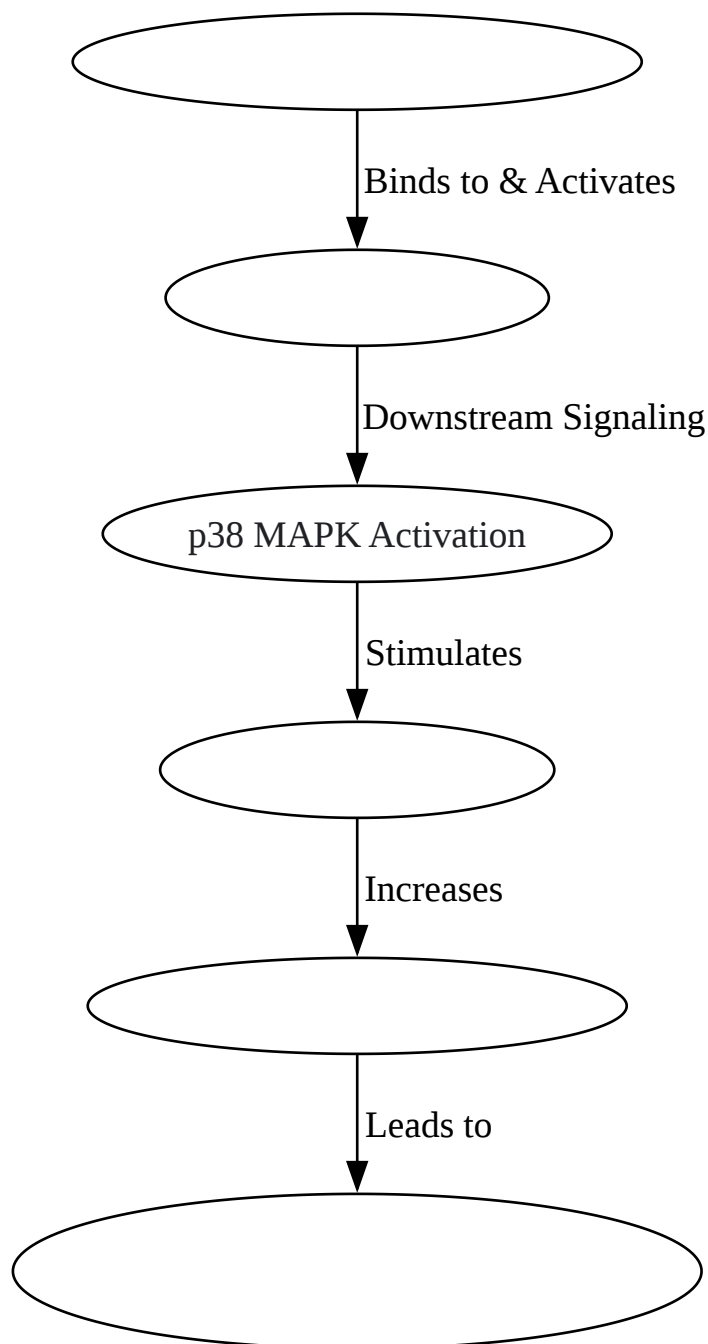 Binds to & Activates
Downstream Signaling
p38 MAPK Activation
Stimulates
Increases
Leads to